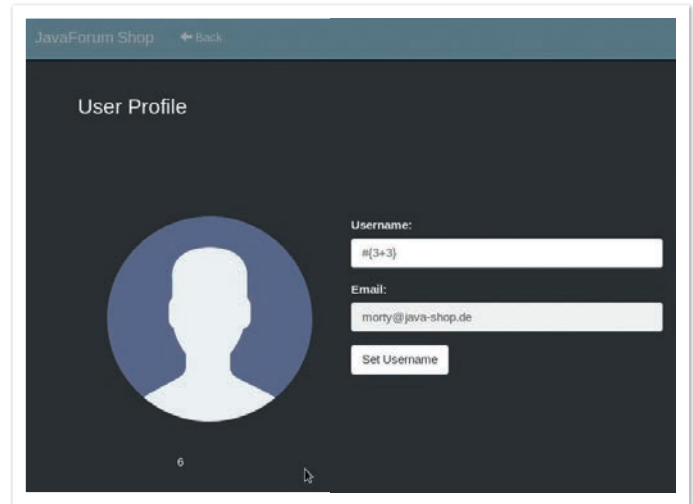 JavaForum Shop Back
User Profile
Username:
#{3+3}
Email:
morty@java-shop.de
Set Username
6